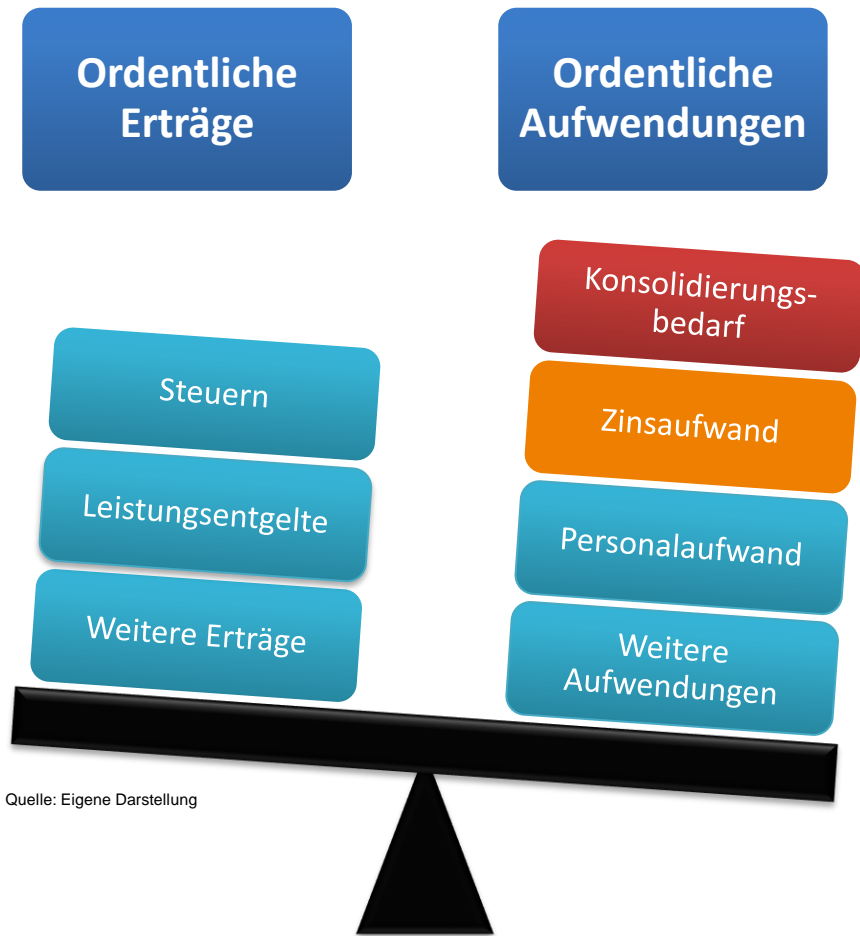 Ordentliche
Erträge
Ordentliche
Aufwendungen
Steuern
Leistungsentgelte
Weitere Erträge
Konsolidierungs-
bedarf
Zinsaufwand
Personalaufwand
Weitere
Aufwendungen
Quelle: Eigene Darstellung